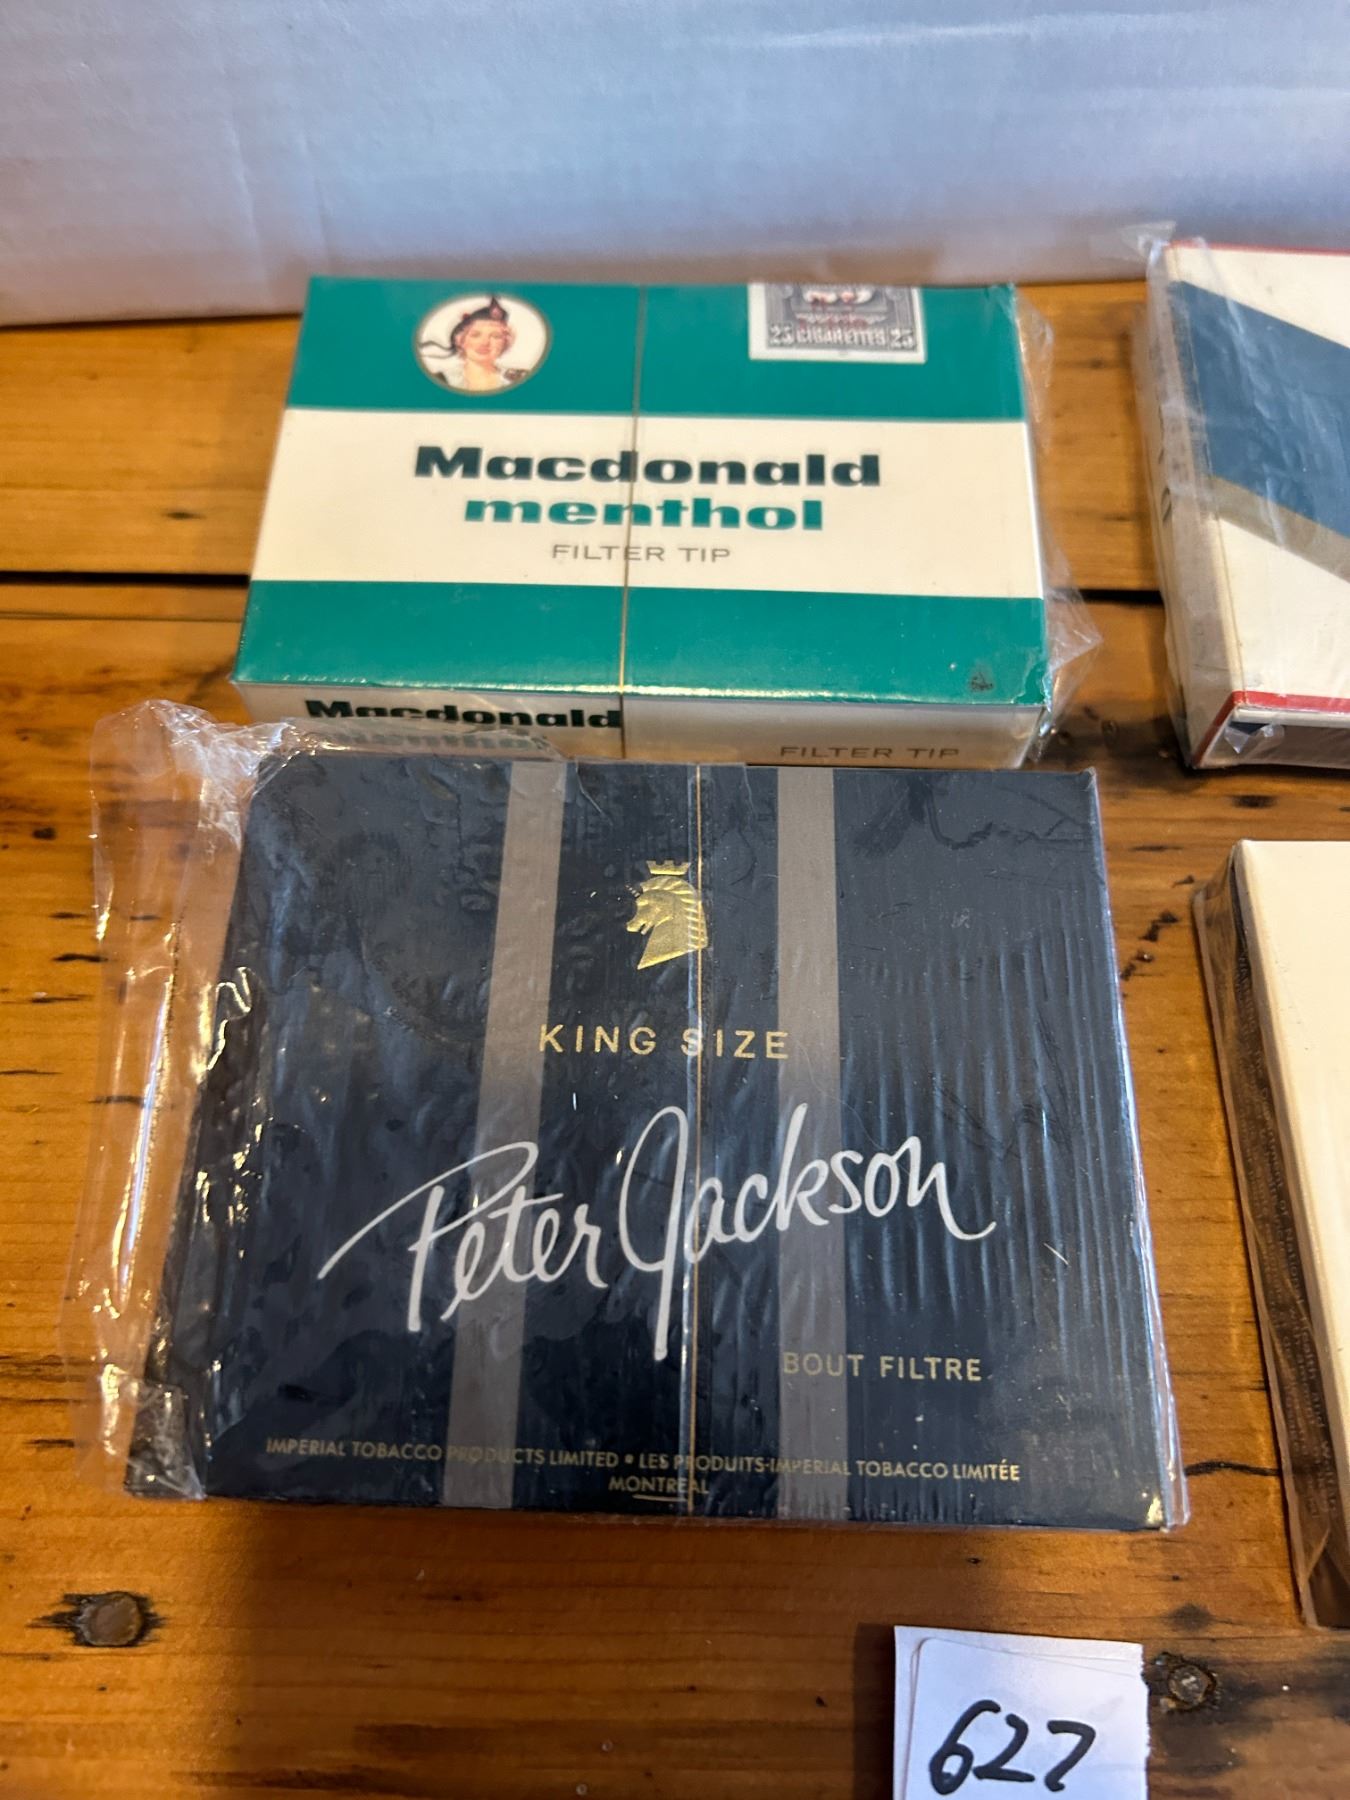 25 CIGARETTES 25
Macdonald
menthol
FILTER TIP
Macdonald
menthol
FILTER TIP
KING SIZE
Peter Jackson
BOUT FILTRE
IMPERIAL TOBACCO PRODUCTS LIMITED • LES PRODUITS-IMPERIAL TOBACCO LIMITÉE
MONTREAL
627